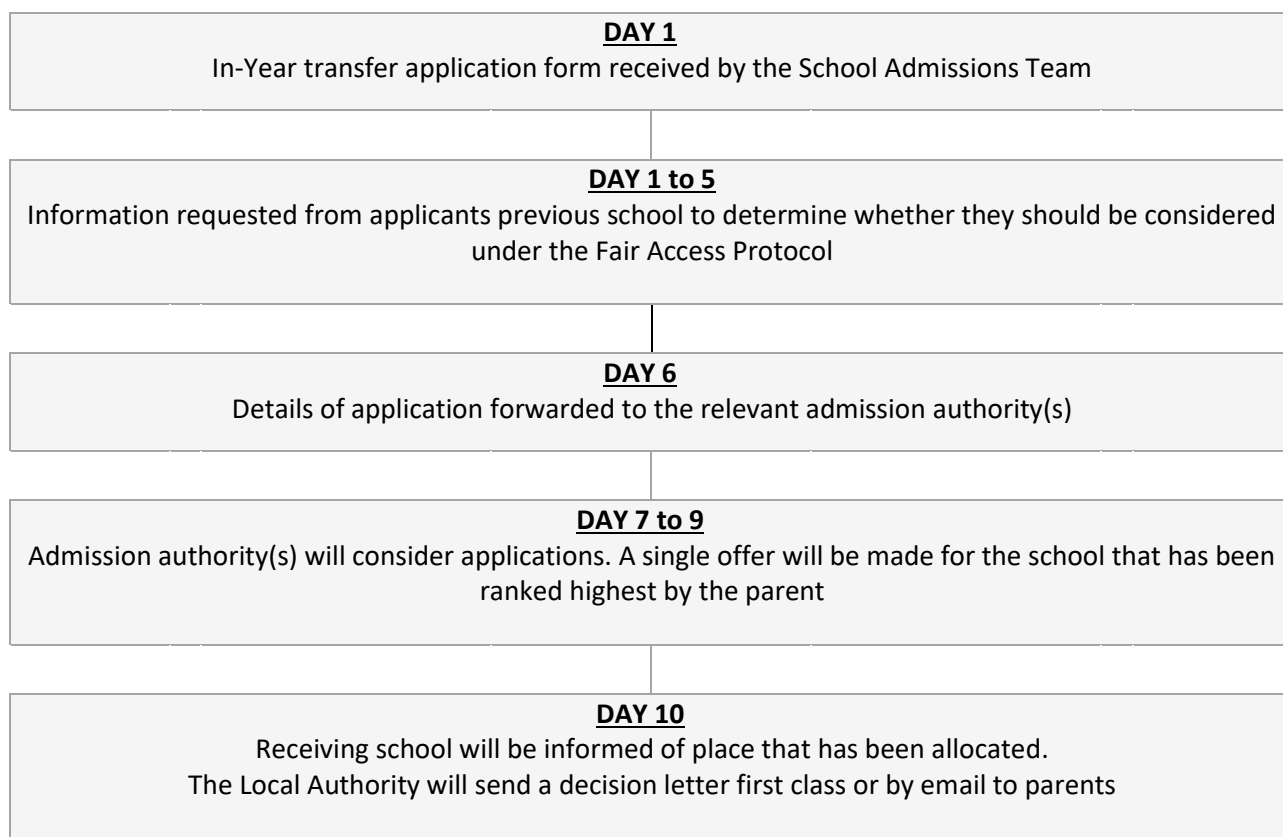 DAY 1
In-Year transfer application form received by the School Admissions Team
DAY 1 to 5
Information requested from applicants previous school to determine whether they should be considered
under the Fair Access Protocol
DAY 6
Details of application forwarded to the relevant admission authority(s)
DAY 7 to 9
Admission authority(s) will consider applications. A single offer will be made for the school that has been
ranked highest by the parent
DAY 10
Receiving school will be informed of place that has been allocated.
The Local Authority will send a decision letter first class or by email to parents